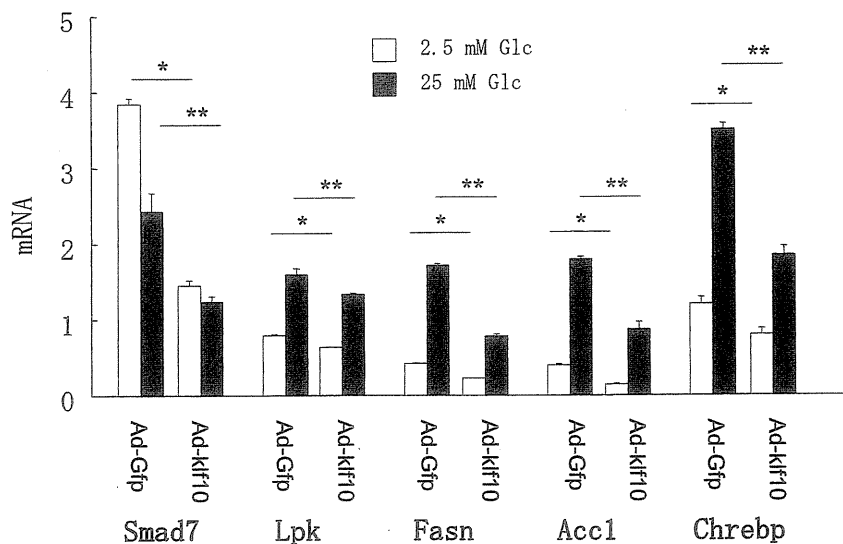 5
4
3
2
1
0
mRNA
2.5 mM Glc
25 mM Glc
*
**
*
**
*
**
*
**
*
**
Ad-Gfp
Ad-klf10
Ad-Gfp
Ad-klf10
Ad-Gfp
Ad-klf10
Ad-Gfp
Ad-klf10
Ad-Gfp
Ad-klf10
Smad7
Lpk
Fasn
Acc1
Chrebp